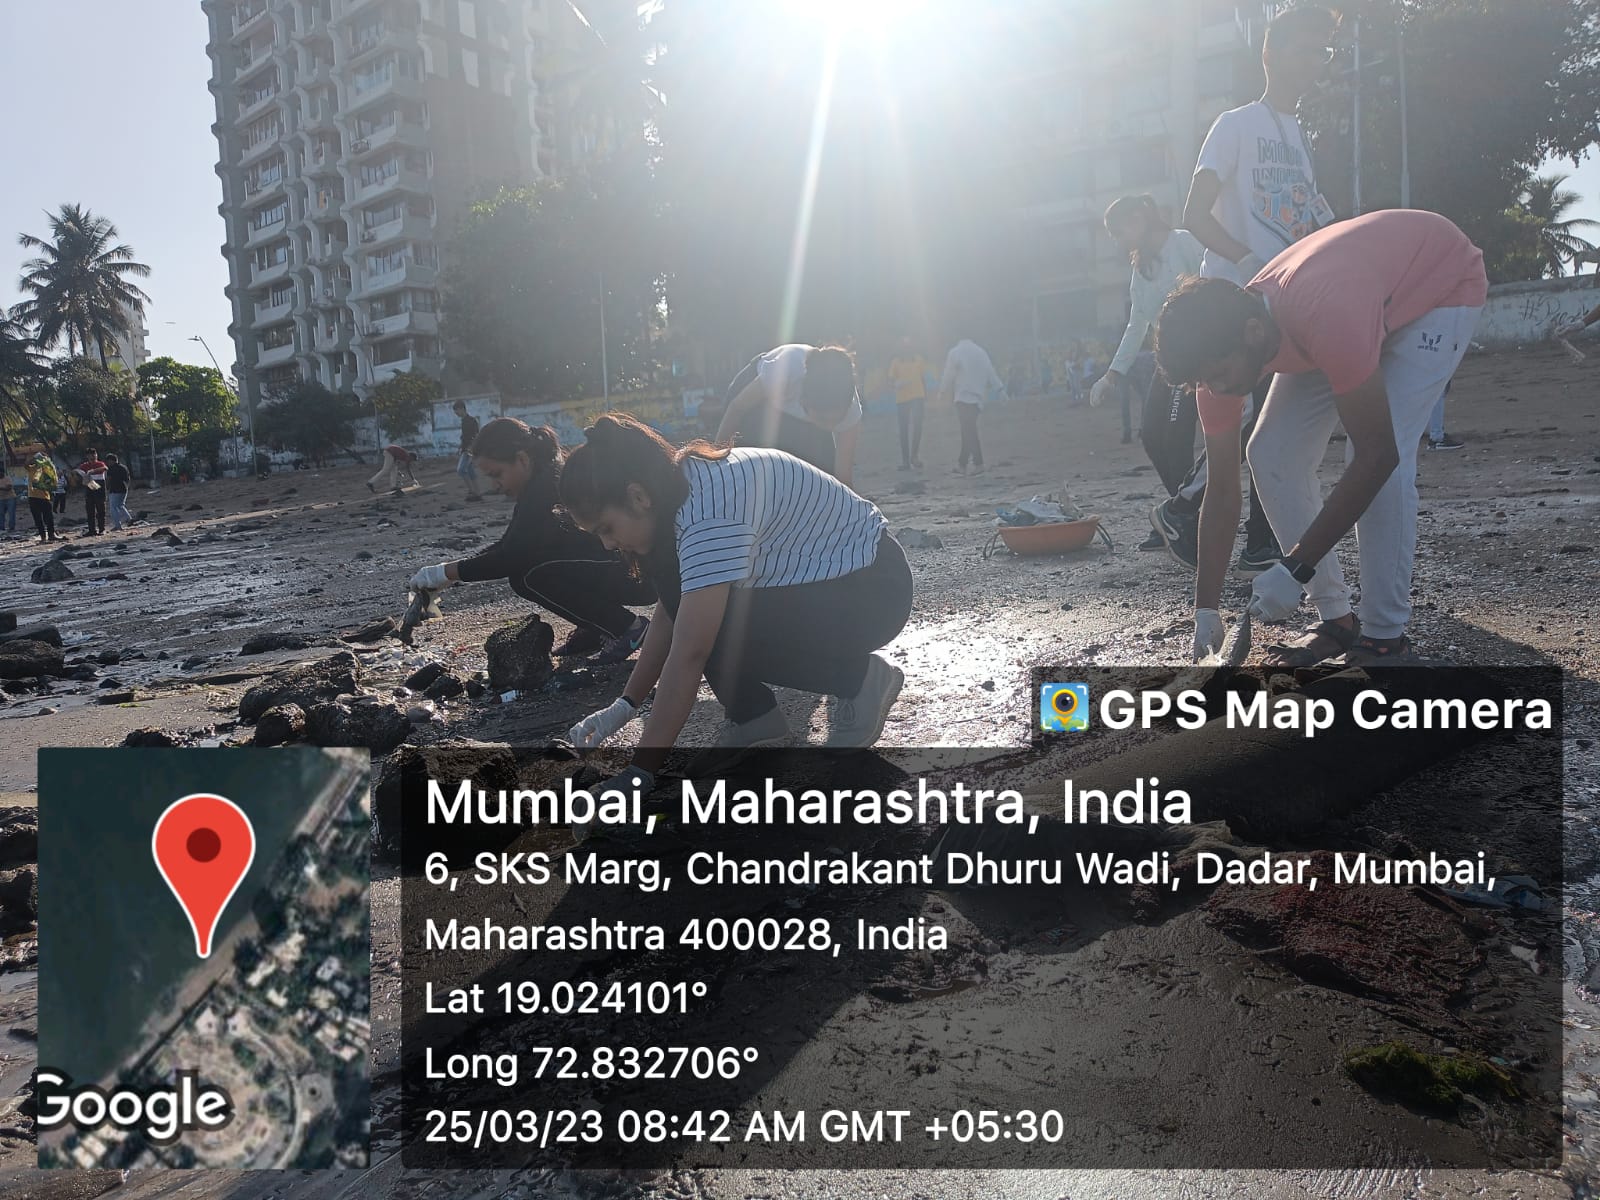 GPS Map Camera
Mumbai, Maharashtra, India
6, SKS Marg, Chandrakant Dhuru Wadi, Dadar, Mumbai,
Maharashtra 400028, India
Lat 19.024101°
Long 72.832706°
25/03/23 08:42 AM GMT +05:30
Google